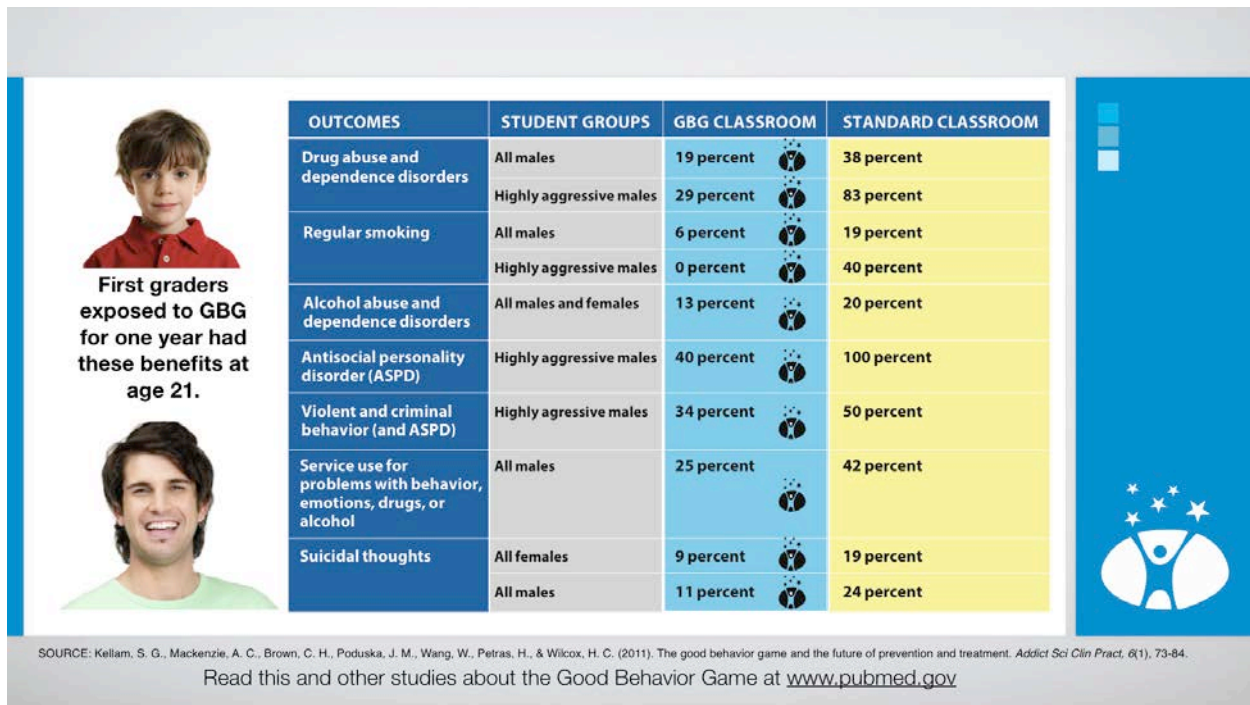 OUTCOMES STUDENT GROUPS GBG CLASSROOM STANDARD CLASSROOM
Drug abuse and dependence disorders All males 19 percent 38 percent
Highly aggressive males 29 percent 83 percent
Regular smoking All males 6 percent 19 percent
Highly aggressive males 0 percent 40 percent
Alcohol abuse and dependence disorders All males and females 13 percent 20 percent
Antisocial personality disorder (ASPD) Highly aggressive males 40 percent 100 percent
Violent and criminal behavior (and ASPD) Highly agressive males 34 percent 50 percent
Service use for problems with behavior, emotions, drugs, or alcohol All males 25 percent 42 percent
Suicidal thoughts All females 9 percent 19 percent
All males 11 percent 24 percent
First graders
exposed to GBG
for one year had
these benefits at
age 21.
SOURCE: Kellam, S. G., Mackenzie, A. C., Brown, C. H., Poduska, J. M., Wang, W., Petras, H., & Wilcox, H. C. (2011). The good behavior game and the future of prevention and treatment. Addict Sci Clin Pract, 6(1), 73-84.
Read this and other studies about the Good Behavior Game at www.pubmed.gov